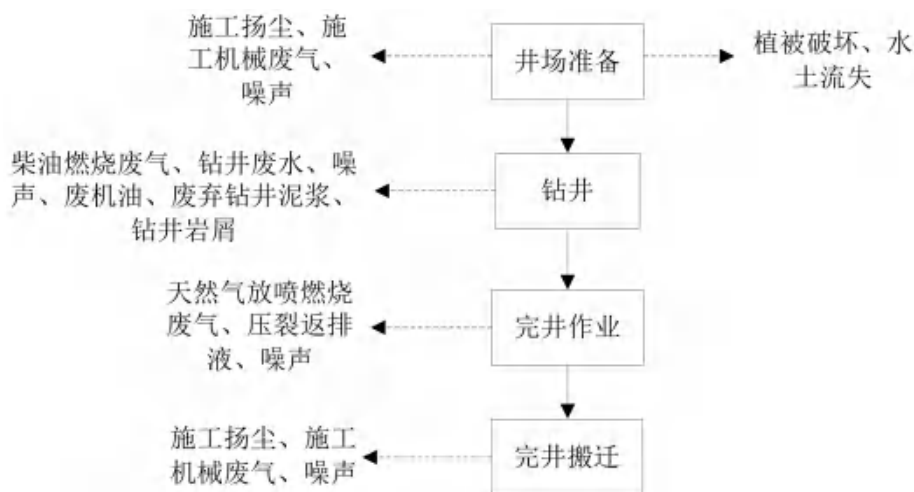 施工扬尘、施
工机械废气、
噪声
井场准备
植被破坏、水
土流失
柴油燃烧废气、钻井废水、噪
声、废机油、废弃钻井泥浆、
钻井岩屑
钻井
天然气放喷燃烧
废气、压裂返排
液、噪声
完井作业
施工扬尘、施工
机械废气、噪声
完井搬迁